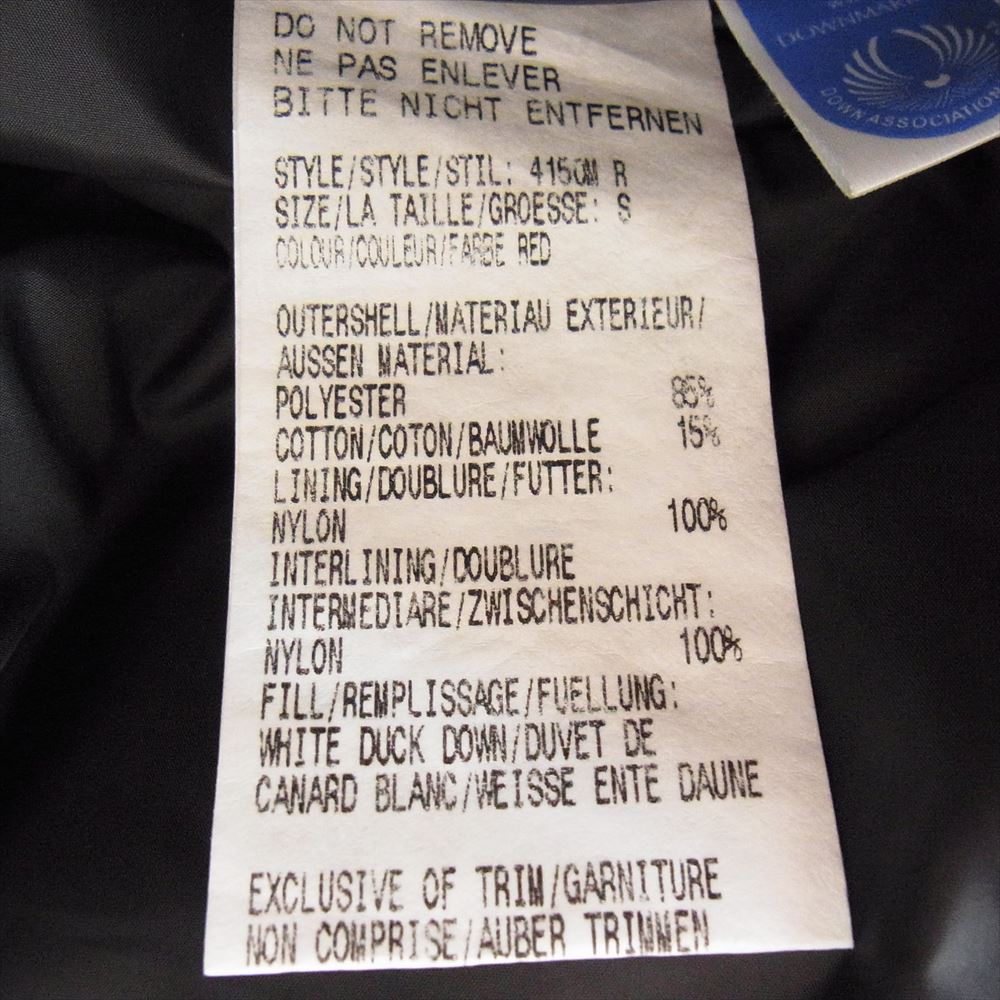 DO NOT REMOVE
NE PAS ENLEVER
BITTE NICHT ENTFERNEN
STYLE/STYLE/STIL: 4150M R
SIZE/LA TAILLE/GROESSE: S
COLOUR/COULEUR/FARBE RED
OUTERSHELL/MATERIAU EXTERIEUR/
AUSSEN MATERIAL:
POLYESTER 85%
COTTON/COTON/BAUMWOLLE 15%
LINING/DOUBLURE/FUTTER:
NYLON 100%
INTERLINING/DOUBLURE
INTERMEDIARE/ZWISCHENSCHICHT:
NYLON 100%
FILL/REMPLISSAGE/FUELLUNG:
WHITE DUCK DOWN/DUVET DE
CANARD BLANC/WEISSE ENTE DAUNE
EXCLUSIVE OF TRIM/GARNITURE
NON COMPRISE/AUBER TRIMMEN
DOWNMARK
DOWN ASSOCIATION